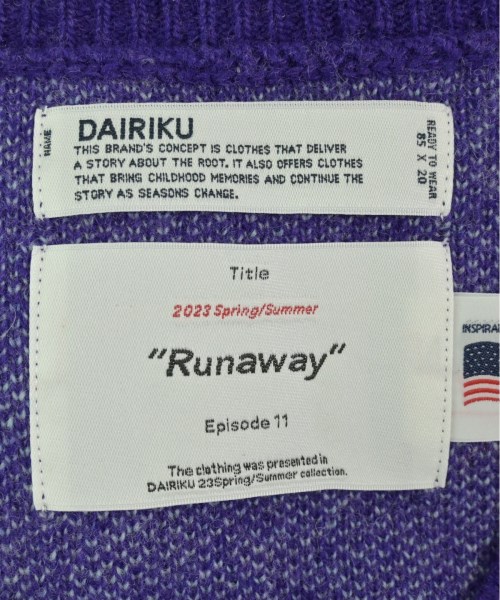 NAME
DAIRIKU
THIS BRAND'S CONCEPT IS CLOTHES THAT DELIVER
A STORY ABOUT THE ROOT. IT ALSO OFFERS CLOTHES
THAT BRING CHILDHOOD MEMORIES AND CONTINUE THE
STORY AS SEASONS CHANGE.
READY TO WEAR
85 X 20
Title
2023 Spring/Summer
"Runaway"
Episode 11
The clothing was presented in
DAIRIKU 23Spring/Summer collection.
INSPIRAT